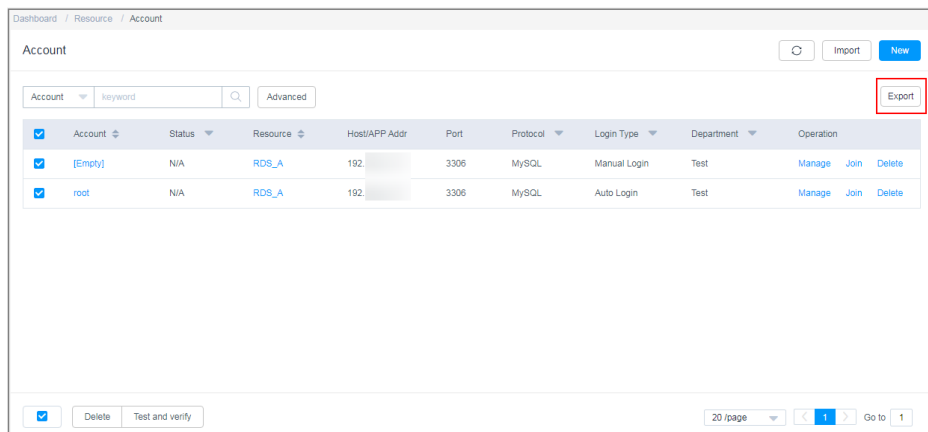 Dashboard / Resource / Account
Account
Import New
Account keyword Advanced Export
Account Status Resource Host/APP Addr Port Protocol Login Type Department Operation
[Empty] N/A RDS_A 192. 3306 MySQL Manual Login Test Manage Join Delete
root N/A RDS_A 192. 3306 MySQL Auto Login Test Manage Join Delete
Delete Test and verify 20 /page < 1 > Go to 1